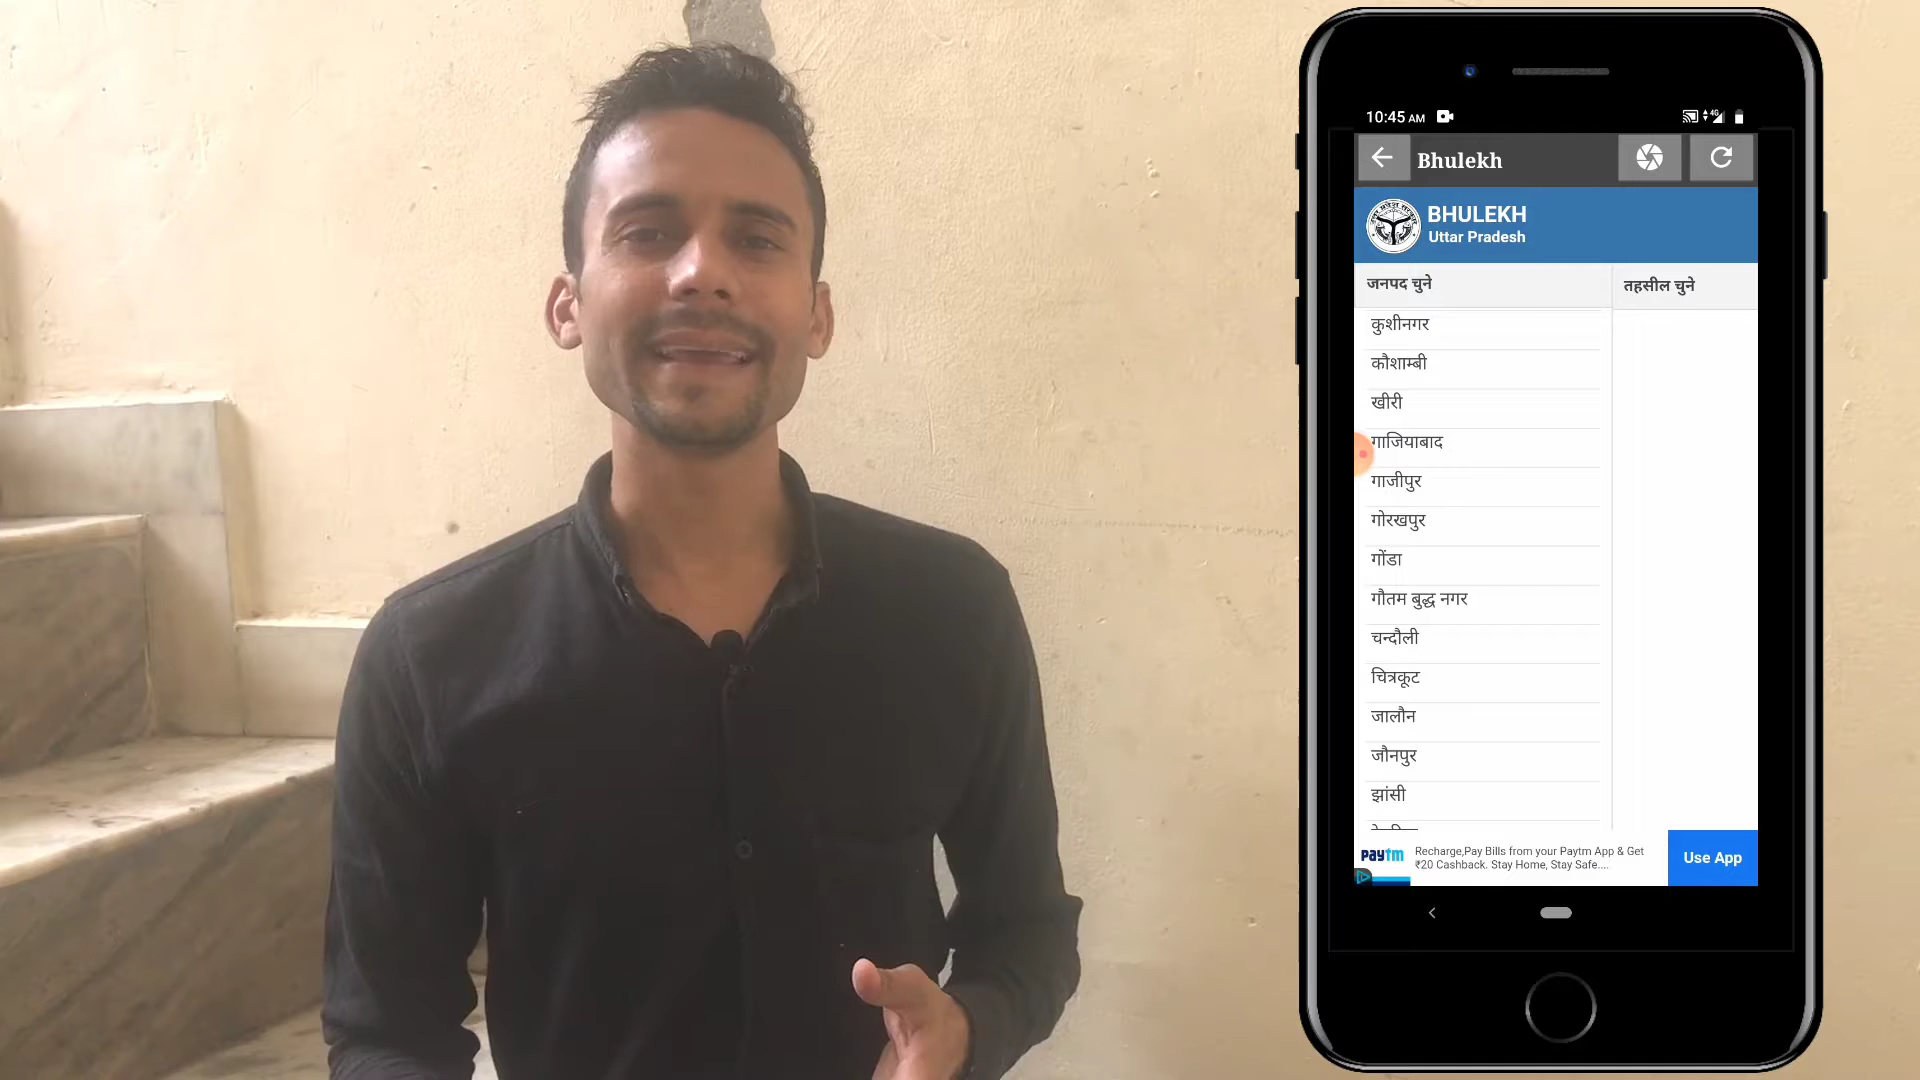 10:45 AM
4G
Bhulekh
BHULEKH
Uttar Pradesh
जनपद चुने
तहसील चुने
कुशीनगर
कौशाम्बी
खीरी
गाजियाबाद
गाजीपुर
गोरखपुर
गोंडा
गौतम बुद्ध नगर
चन्दौली
चित्रकूट
जालौन
जौनपुर
झांसी
paytm
Recharge,Pay Bills from your Paytm App & Get
₹20 Cashback. Stay Home, Stay Safe....
Use App